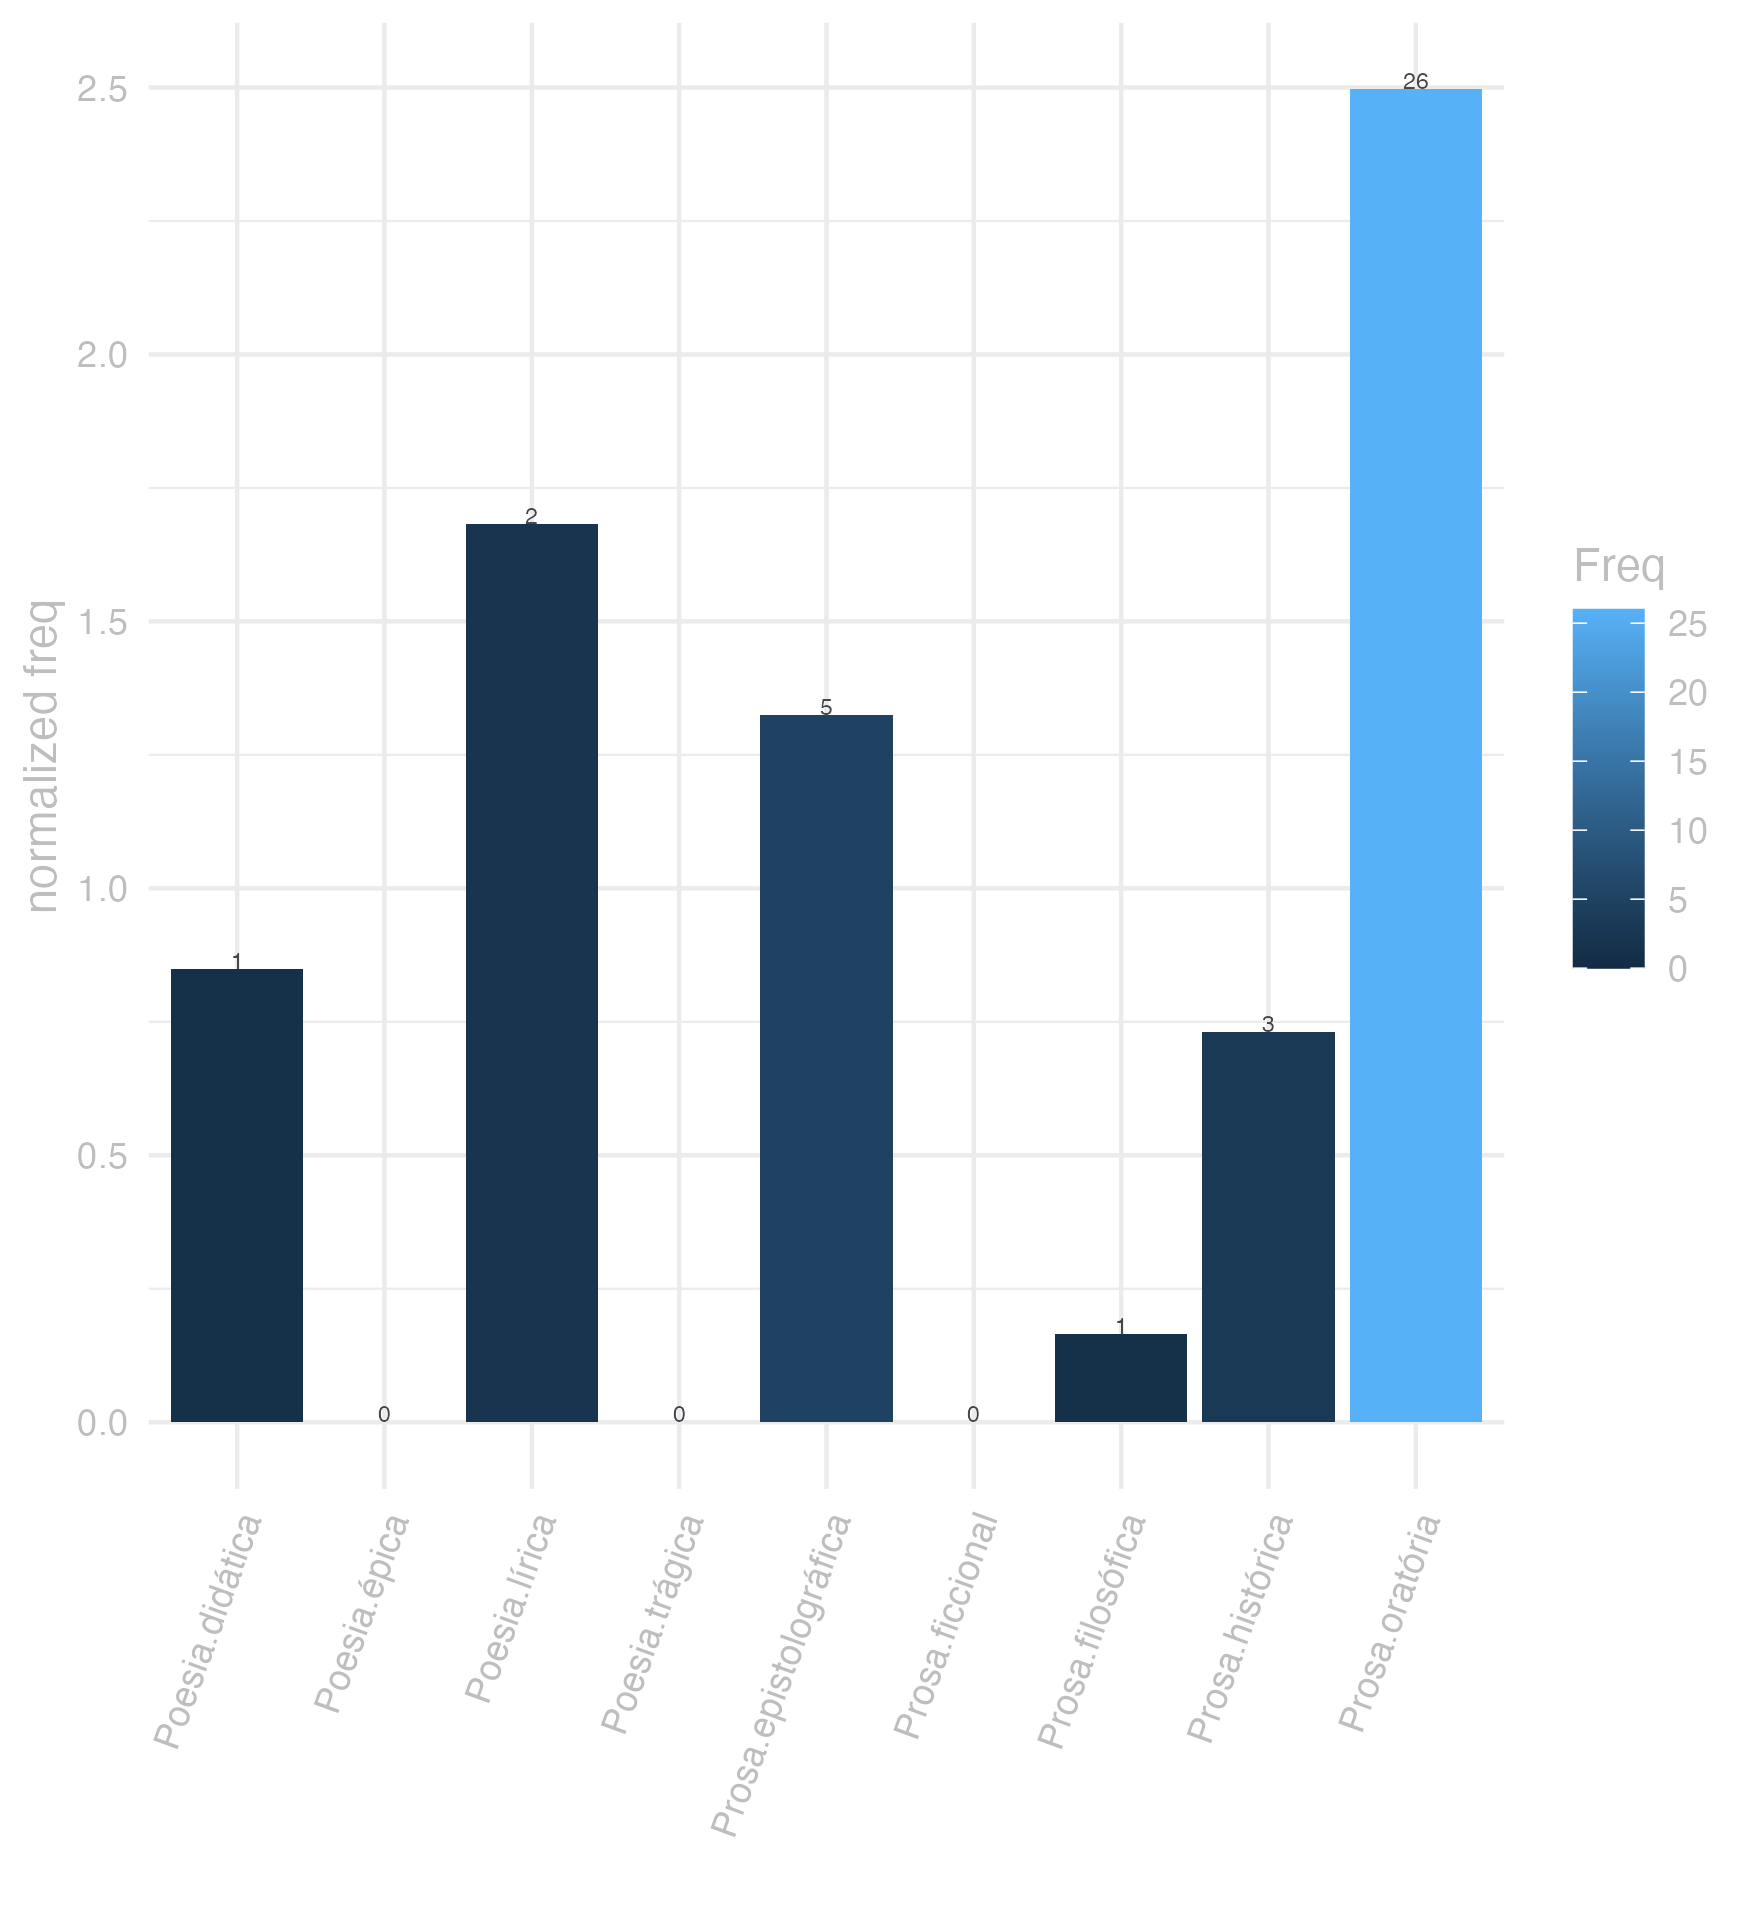 2.5
2.0
1.5
1.0
0.5
0.0
normalized freq
1
0
2
0
5
0
1
3
26
Poesia.didática
Poesia.épica
Poesia.lírica
Poesia.trágica
Prosa.epistolográfica
Prosa.ficcional
Prosa.filosófica
Prosa.histórica
Prosa.oratória
Freq
25
20
15
10
5
0